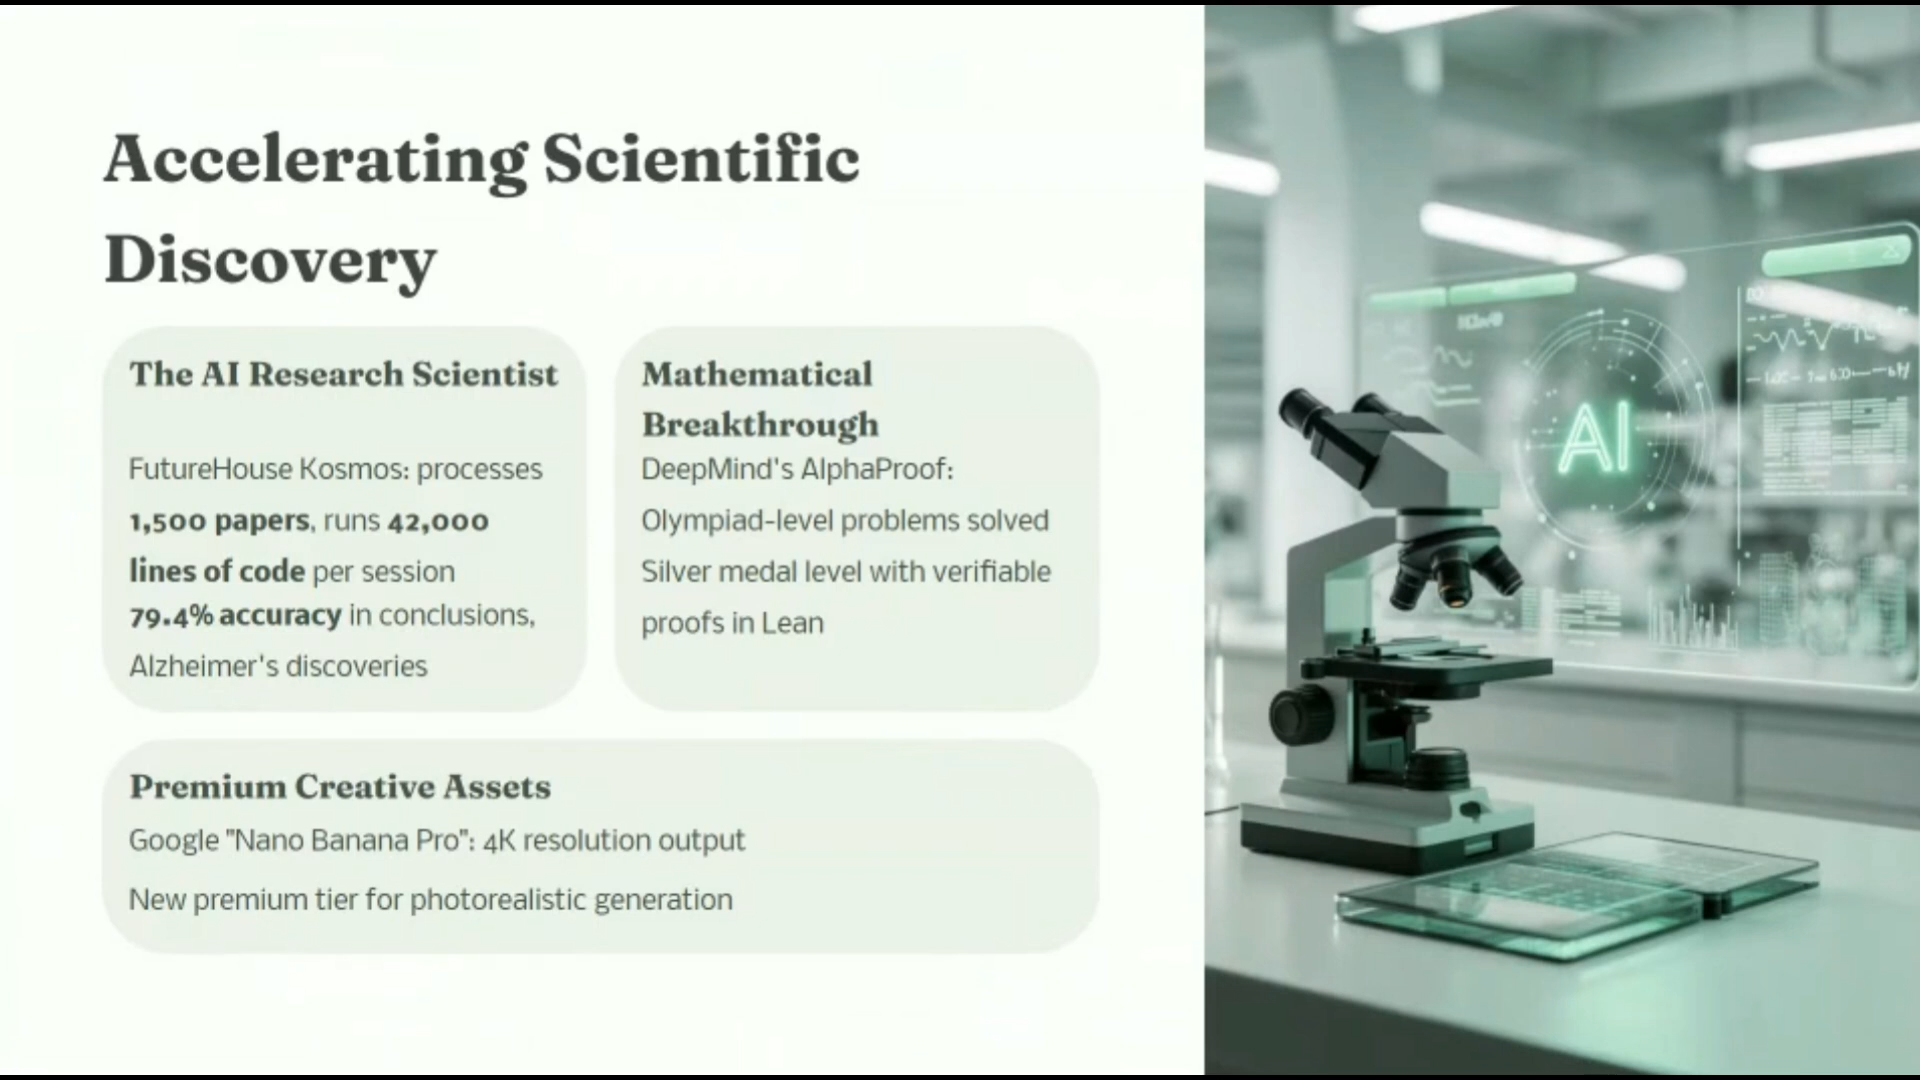 Accelerating Scientific
Discovery
The AI Research Scientist
FutureHouse Kosmos: processes
1,500 papers, runs 42,000
lines of code per session
79.4% accuracy in conclusions,
Alzheimer's discoveries
Mathematical
Breakthrough
DeepMind's AlphaProof:
Olympiad-level problems solved
Silver medal level with verifiable
proofs in Lean
Premium Creative Assets
Google "Nano Banana Pro": 4K resolution output
New premium tier for photorealistic generation
AI